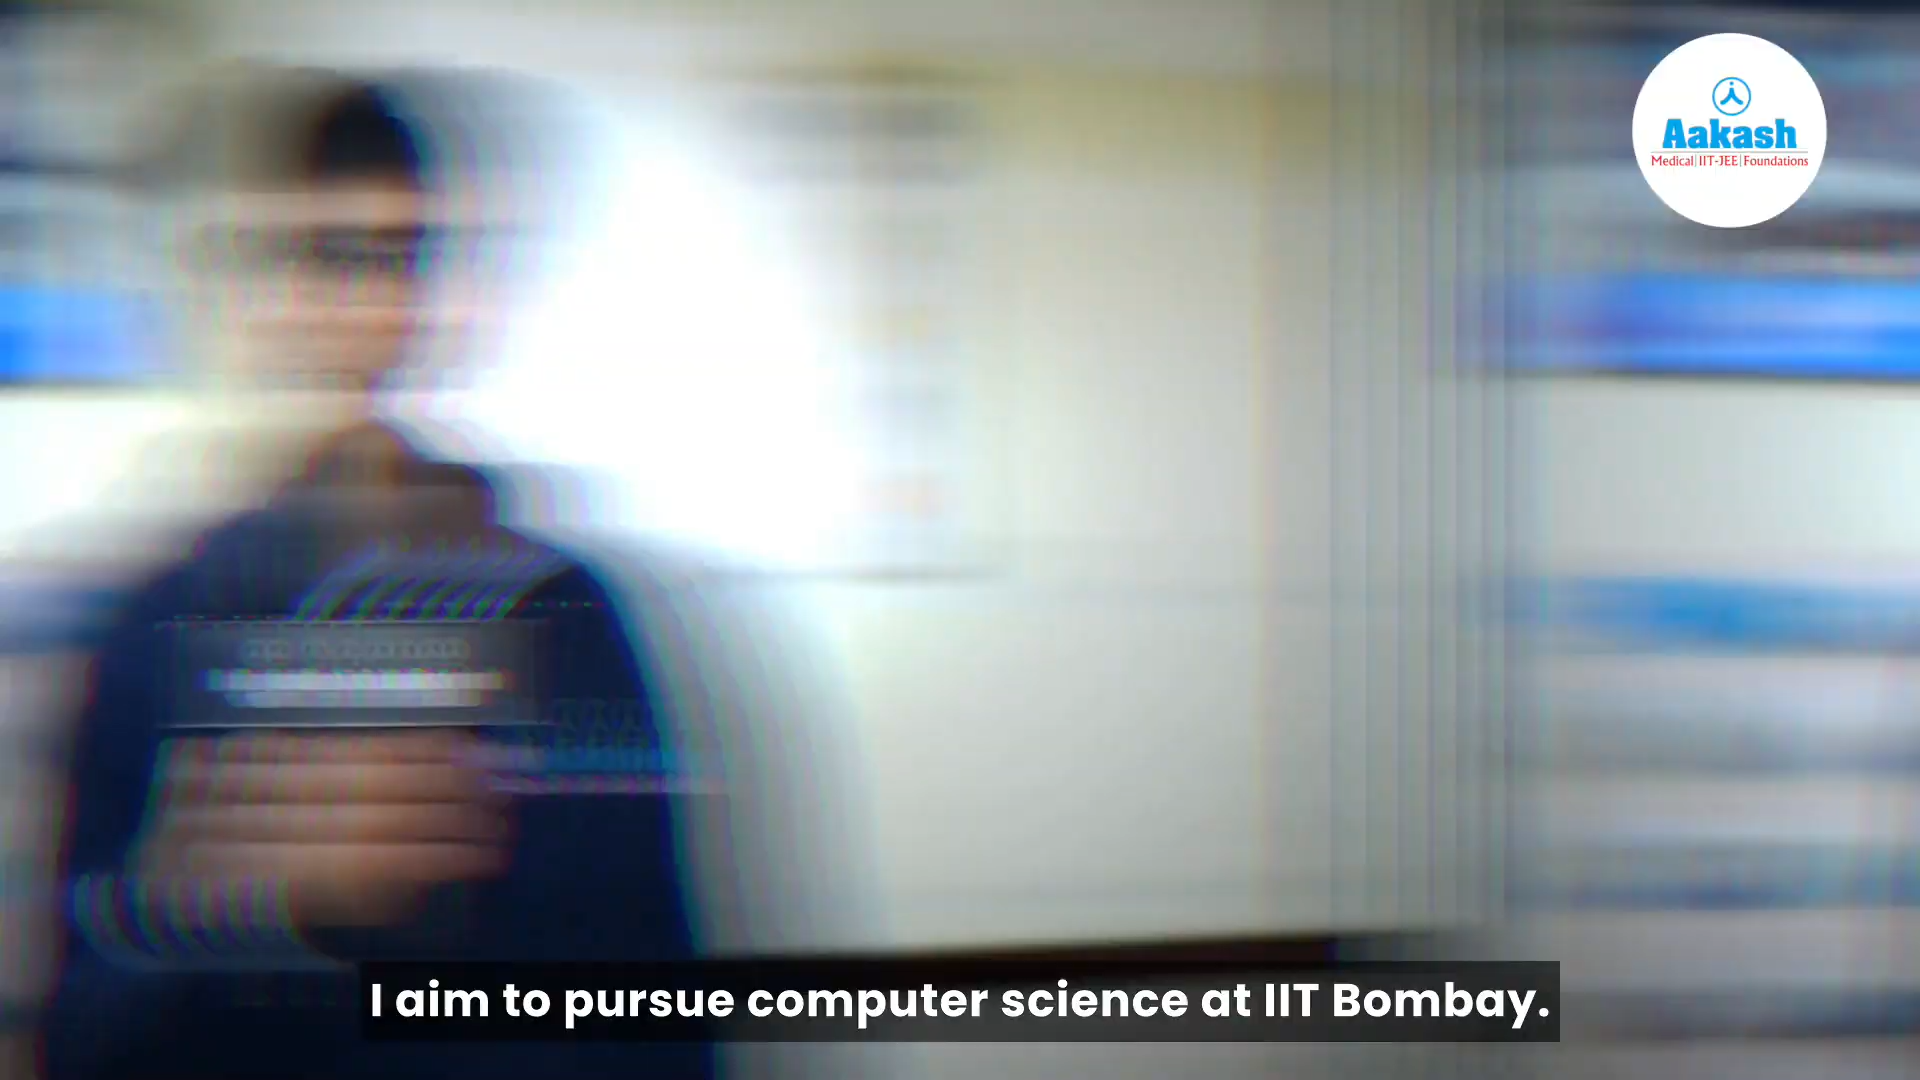 Aakash
Medical|IIT-JEE|Foundations
I aim to pursue computer science at IIT Bombay.